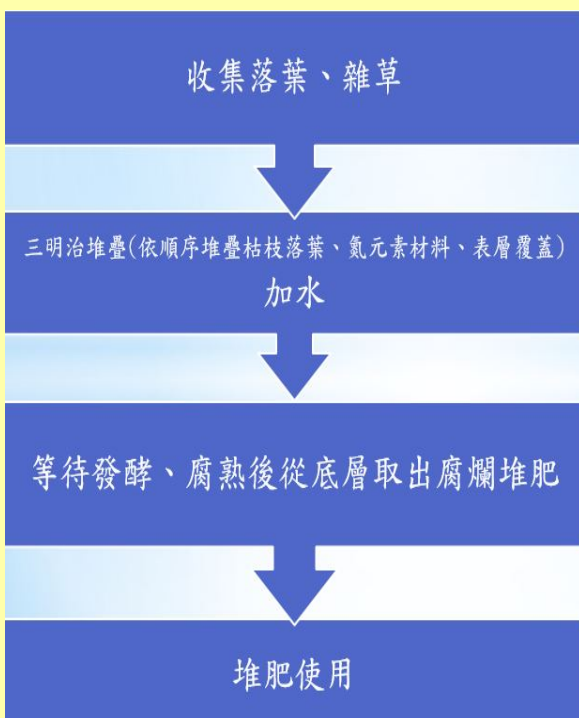 收集落葉、雜草
三明治堆疊(依順序堆疊枯枝落葉、氮元素材料、表層覆蓋)
加水
等待發酵、腐熟後從底層取出腐爛堆肥
堆肥使用